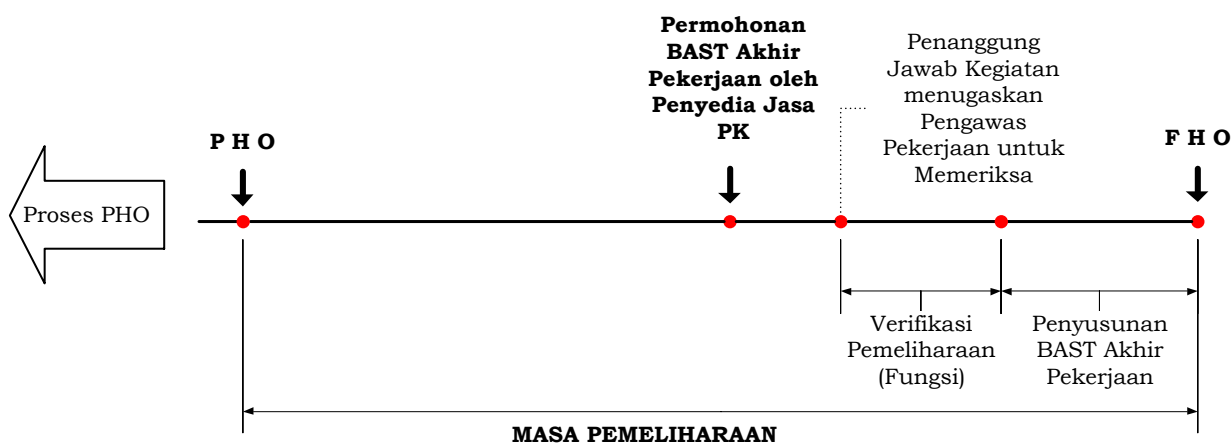 Permohonan
BAST Akhir
Pekerjaan oleh
Penyedia Jasa
PK
Penanggung
Jawab Kegiatan
menugaskan
Pengawas
Pekerjaan untuk
Memeriksa
P H O
F H O
Proses PHO
Verifikasi
Pemeliharaan
(Fungsi)
Penyusunan
BAST Akhir
Pekerjaan
MASA PEMELIHARAAN